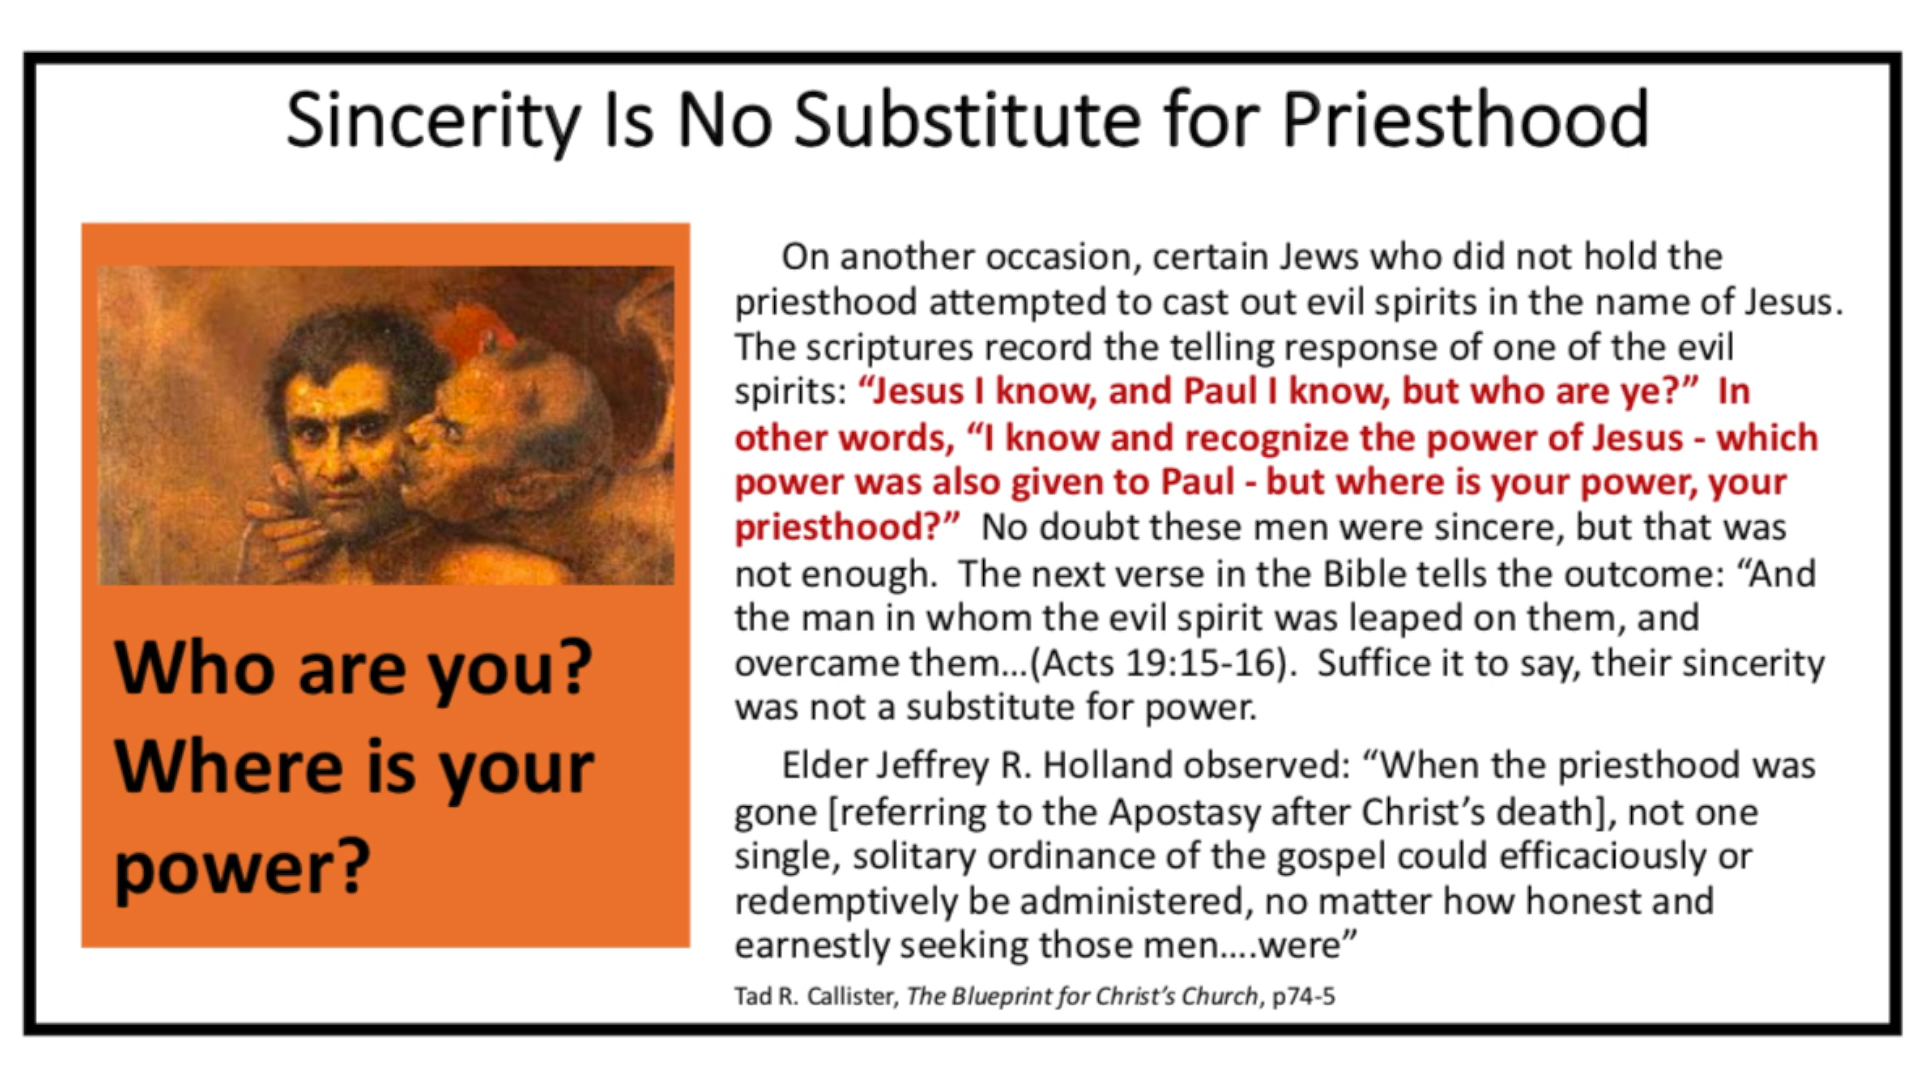 Sincerity Is No Substitute for Priesthood
Who are you?
Where is your
power?
On another occasion, certain Jews who did not hold the
priesthood attempted to cast out evil spirits in the name of Jesus.
The scriptures record the telling response of one of the evil
spirits: “Jesus I know, and Paul I know, but who are ye?” In
other words, “I know and recognize the power of Jesus - which
power was also given to Paul - but where is your power, your
priesthood?” No doubt these men were sincere, but that was
not enough. The next verse in the Bible tells the outcome: “And
the man in whom the evil spirit was leaped on them, and
overcame them…(Acts 19:15-16). Suffice it to say, their sincerity
was not a substitute for power.
Elder Jeffrey R. Holland observed: “When the priesthood was
gone [referring to the Apostasy after Christ’s death], not one
single, solitary ordinance of the gospel could efficaciously or
redemptively be administered, no matter how honest and
earnestly seeking those men….were”
Tad R. Callister, The Blueprint for Christ’s Church, p74-5